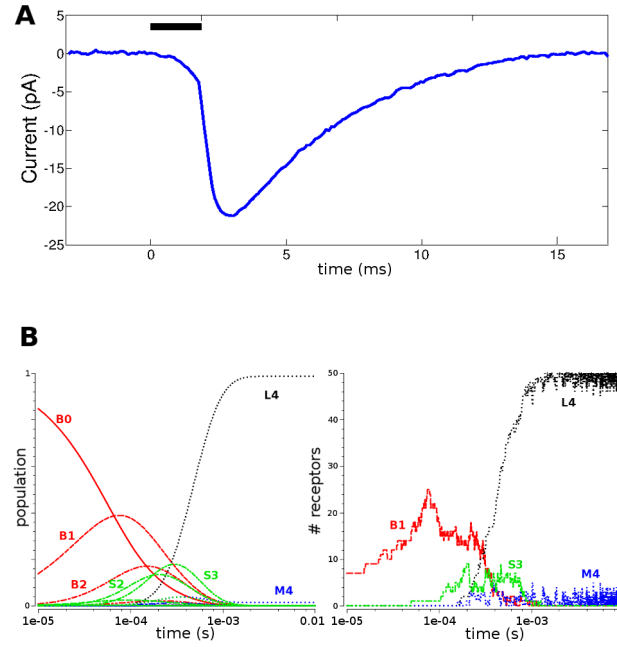 A
5
0
-5
-10
-15
-20
-25
Current (pA)
0
5
10
15
time (ms)
B
1
0
population
B0
B1
B2
S2
S3
L4
M4
1e-05
1e-04
1e-03
0.01
time (s)
50
40
30
20
10
0
# receptors
B1
S3
L4
M4
1e-05
1e-04
1e-03
time (s)